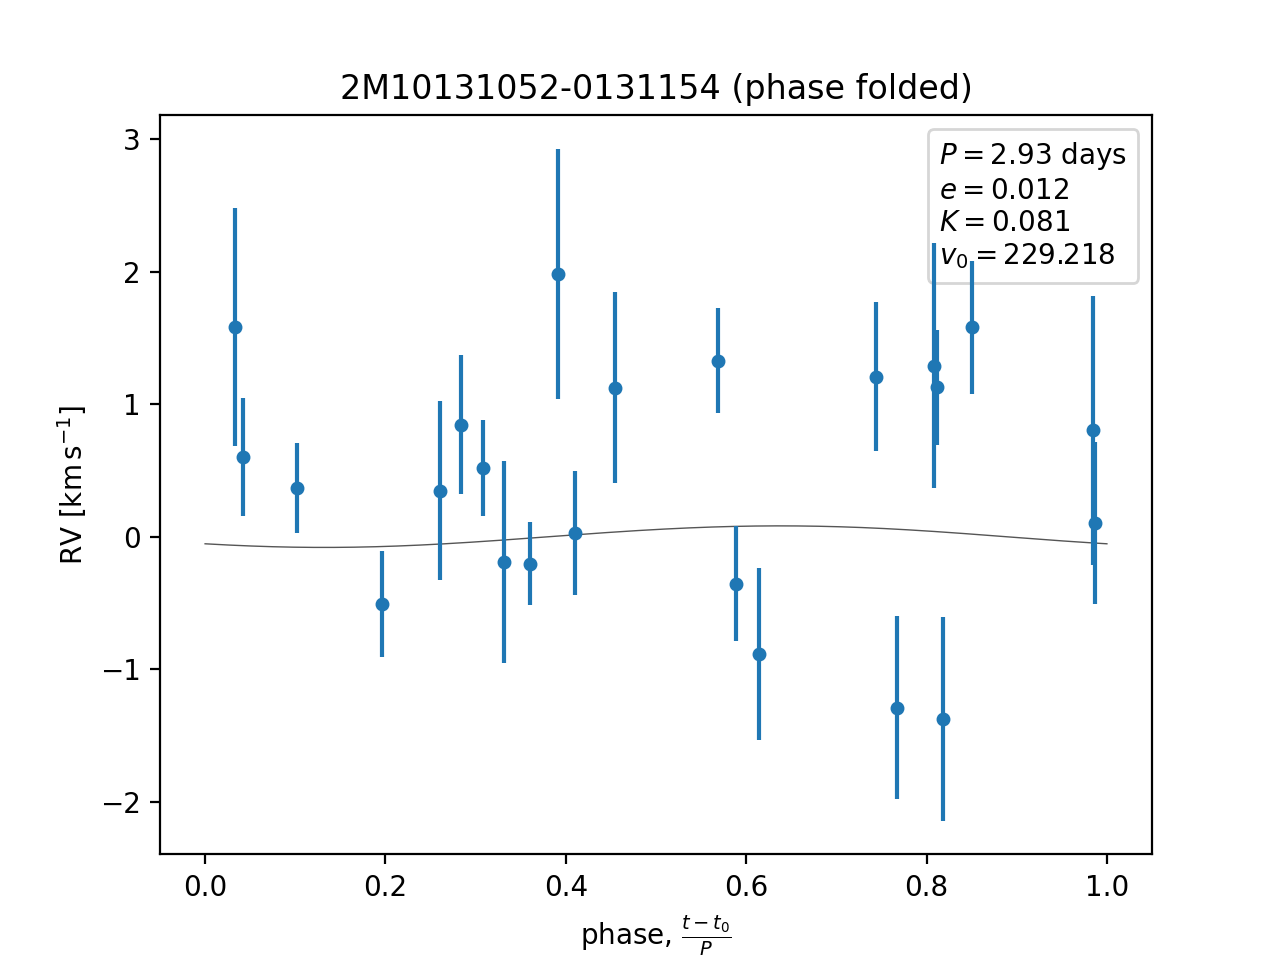 2M10131052-0131154 (phase folded)
P = 2.93 days
e = 0.012
K = 0.081
v₀ = 229.218
3
2
1
0
−1
−2
RV [km s⁻¹]
0.0 0.2 0.4 0.6 0.8 1.0
phase, (t − t₀)/P